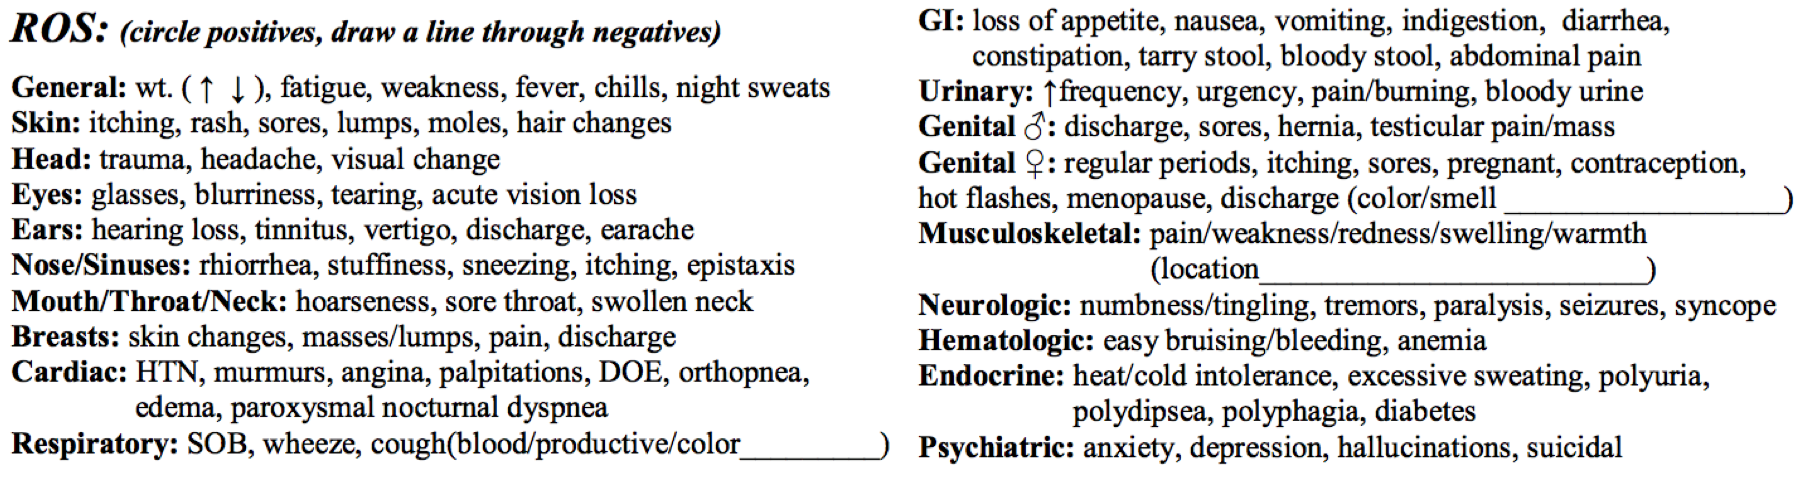 ROS: (circle positives, draw a line through negatives)
General: wt. ( ↑ ↓ ), fatigue, weakness, fever, chills, night sweats
Skin: itching, rash, sores, lumps, moles, hair changes
Head: trauma, headache, visual change
Eyes: glasses, blurriness, tearing, acute vision loss
Ears: hearing loss, tinnitus, vertigo, discharge, earache
Nose/Sinuses: rhiorrhea, stuffiness, sneezing, itching, epistaxis
Mouth/Throat/Neck: hoarseness, sore throat, swollen neck
Breasts: skin changes, masses/lumps, pain, discharge
Cardiac: HTN, murmurs, angina, palpitations, DOE, orthopnea,
edema, paroxysmal nocturnal dyspnea
Respiratory: SOB, wheeze, cough(blood/productive/color__________)
GI: loss of appetite, nausea, vomiting, indigestion, diarrhea,
constipation, tarry stool, bloody stool, abdominal pain
Urinary: ↑frequency, urgency, pain/burning, bloody urine
Genital ♂: discharge, sores, hernia, testicular pain/mass
Genital ♀: regular periods, itching, sores, pregnant, contraception,
hot flashes, menopause, discharge (color/smell ____________________)
Musculoskeletal: pain/weakness/redness/swelling/warmth
(location____________________________)
Neurologic: numbness/tingling, tremors, paralysis, seizures, syncope
Hematologic: easy bruising/bleeding, anemia
Endocrine: heat/cold intolerance, excessive sweating, polyuria,
polydipsea, polyphagia, diabetes
Psychiatric: anxiety, depression, hallucinations, suicidal